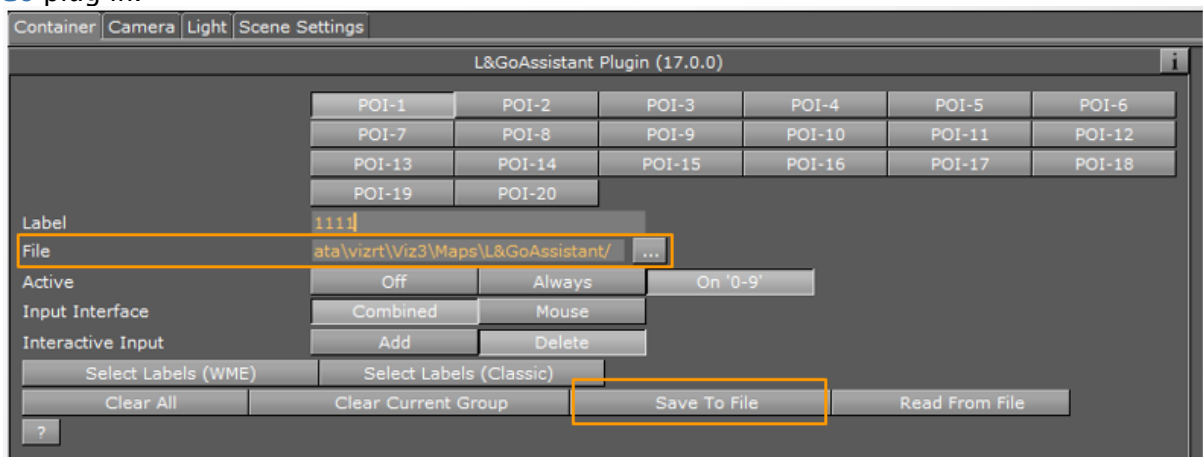 plug-in.
Container Camera Light Scene Settings
L&GoAssistant Plugin (17.0.0) i
POI-1 POI-2 POI-3 POI-4 POI-5 POI-6
POI-7 POI-8 POI-9 POI-10 POI-11 POI-12
POI-13 POI-14 POI-15 POI-16 POI-17 POI-18
POI-19 POI-20
Label 1111
File ata\vizrt\Viz3\Maps\L&GoAssistant/ ...
Active Off Always On '0-9'
Input Interface Combined Mouse
Interactive Input Add Delete
Select Labels (WME) Select Labels (Classic)
Clear All Clear Current Group Save To File Read From File
?